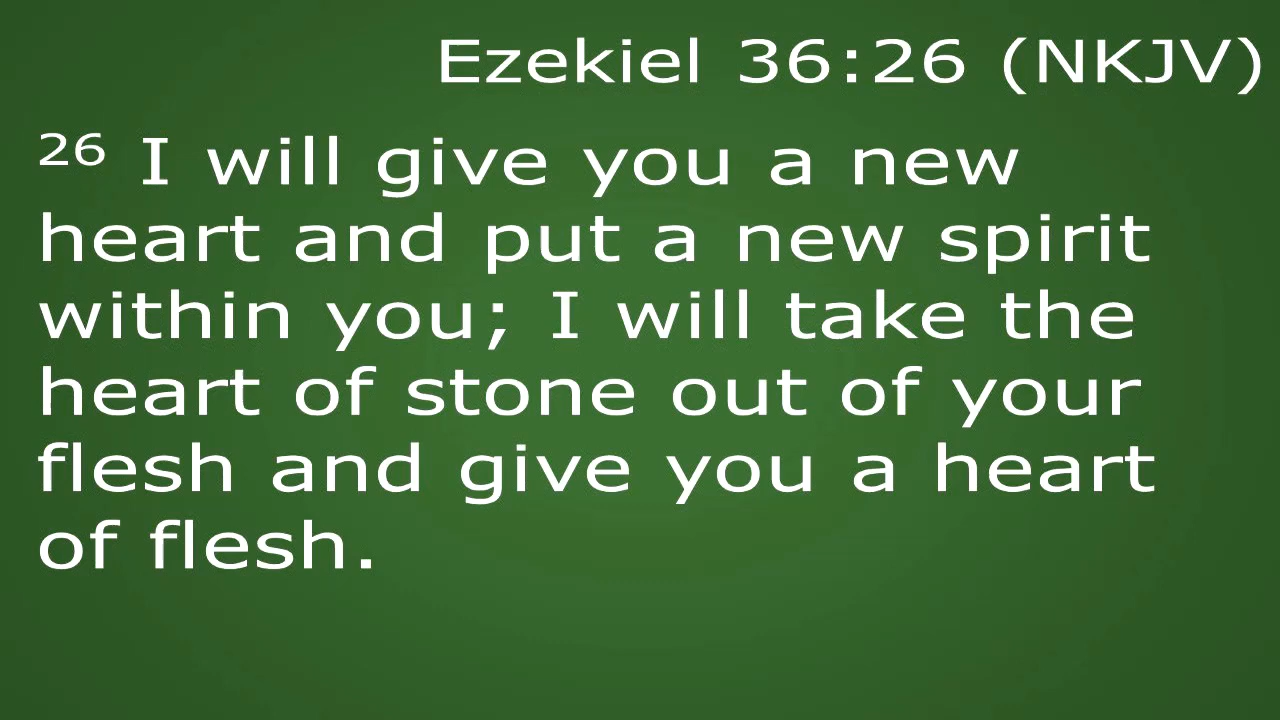 Ezekiel 36:26 (NKJV)
26 I will give you a new
heart and put a new spirit
within you; I will take the
heart of stone out of your
flesh and give you a heart
of flesh.